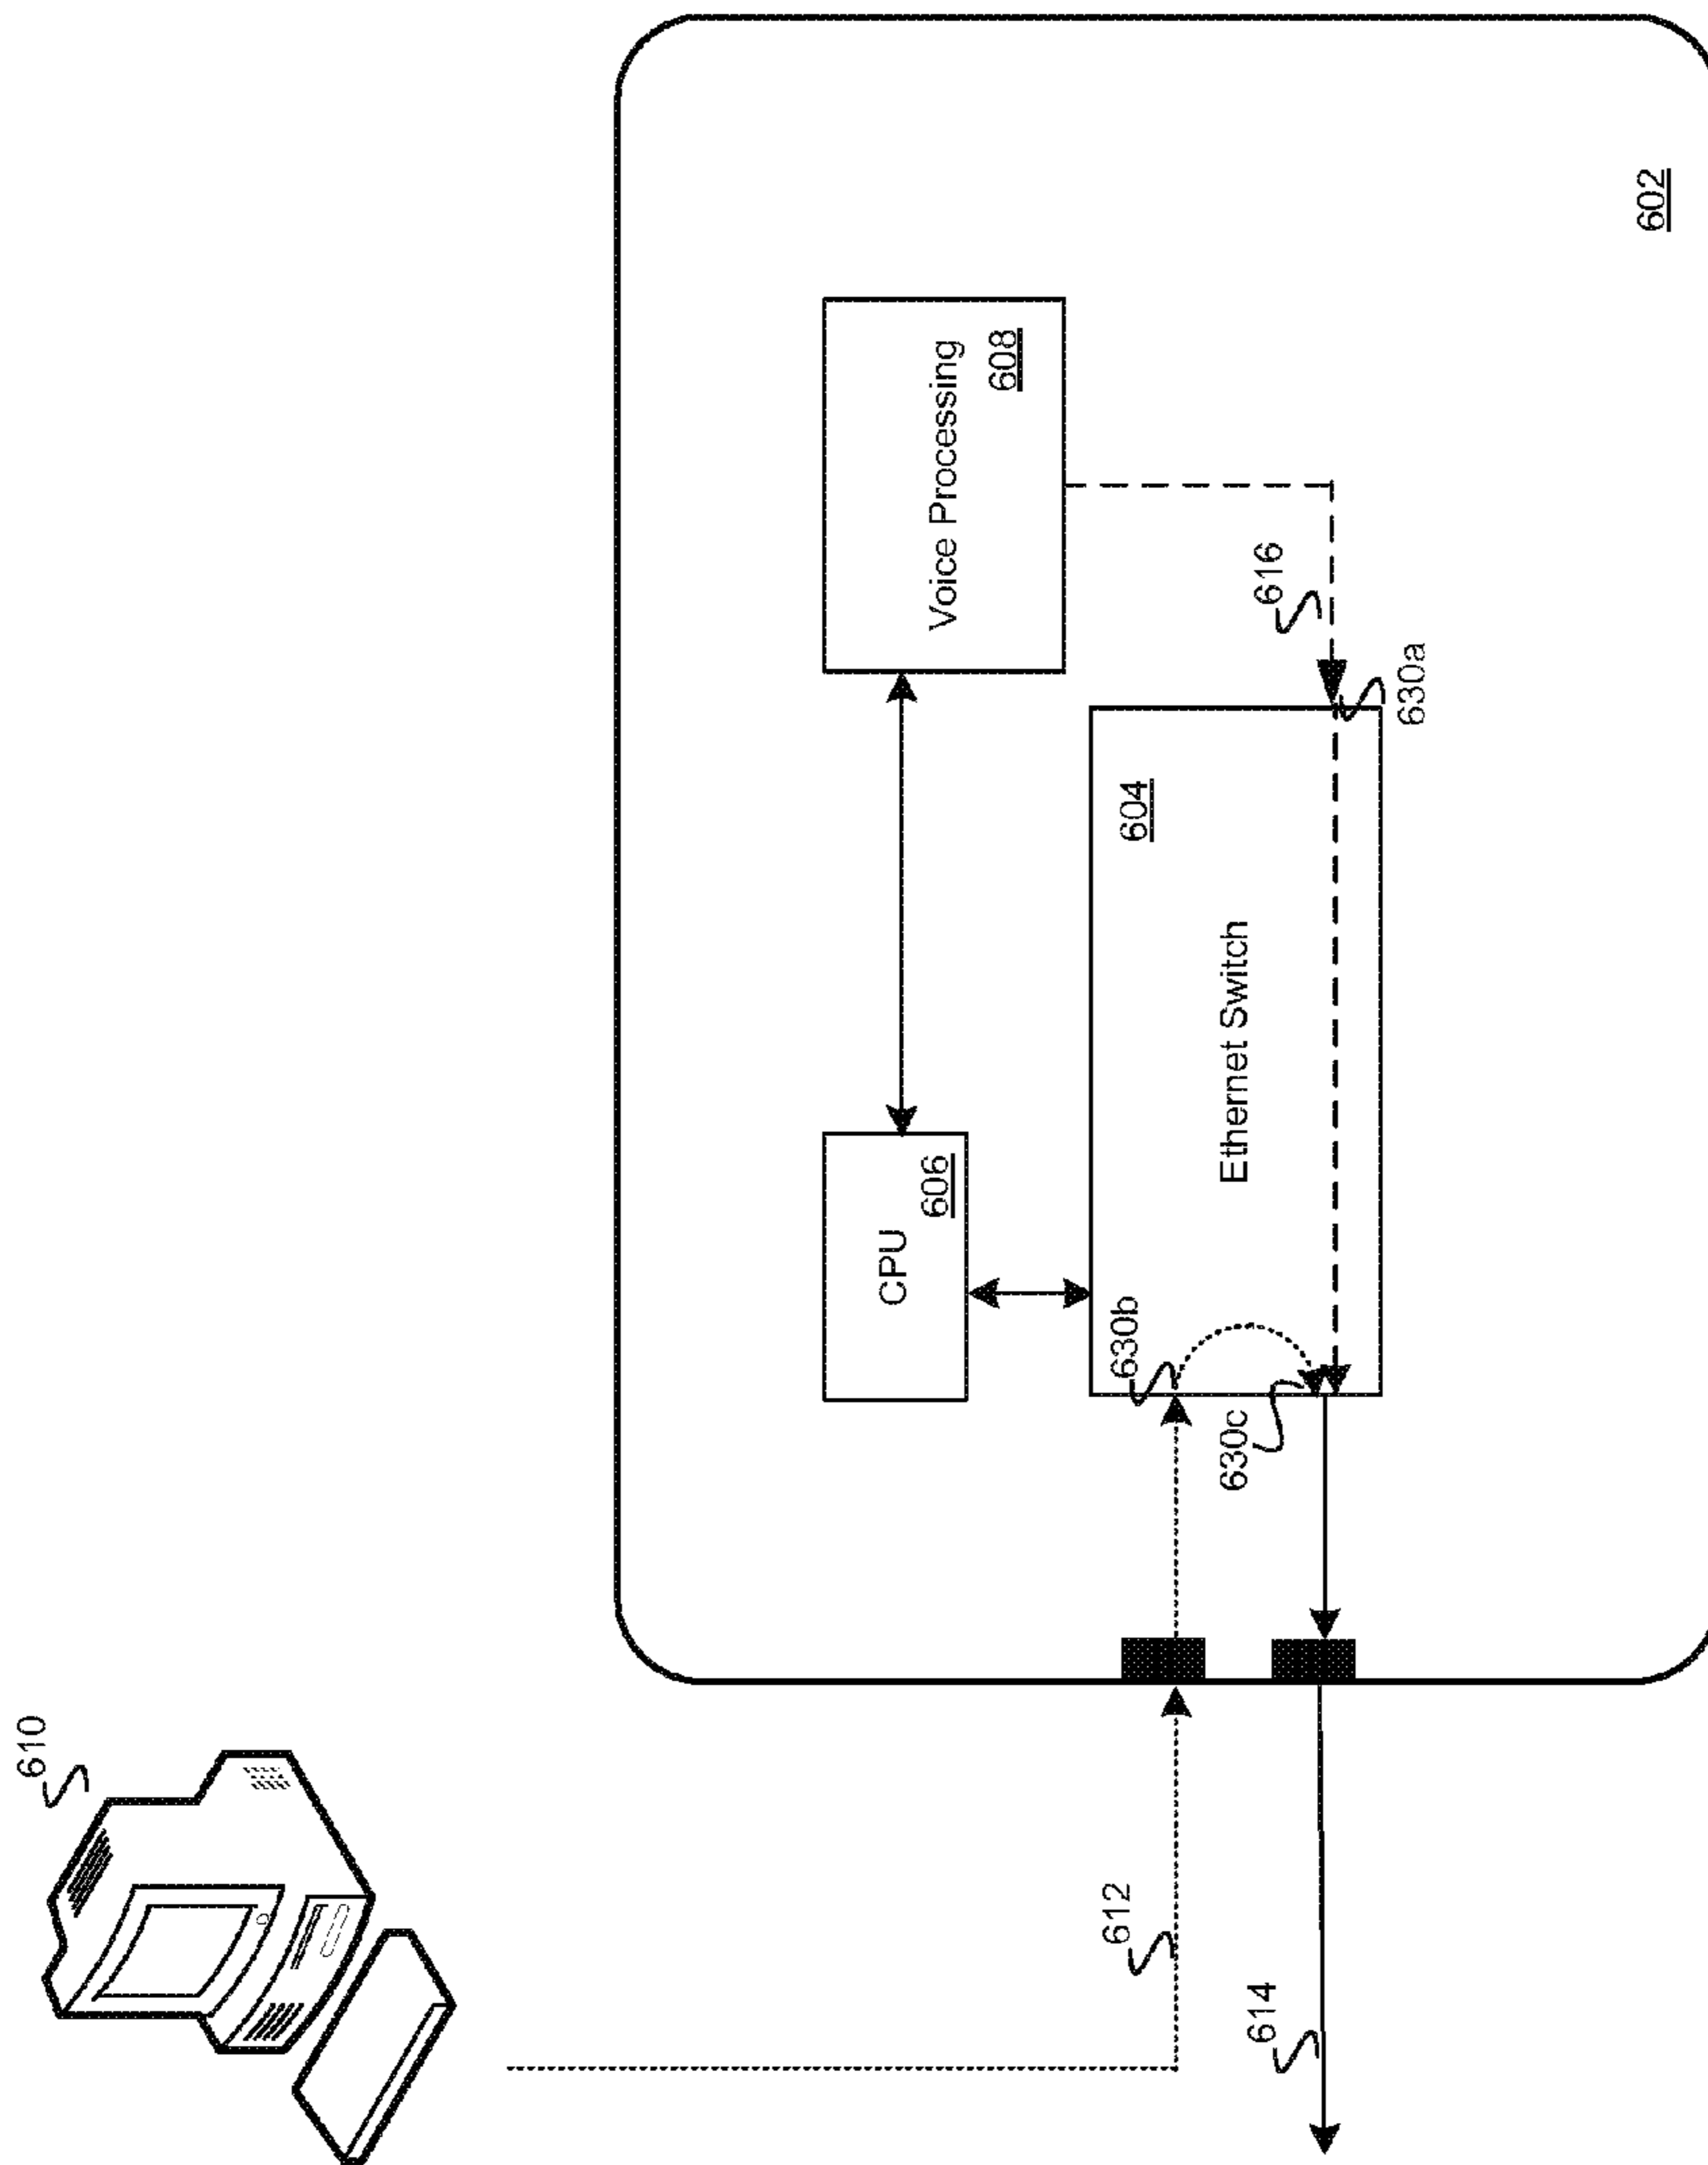 610
612
614
CPU
606
Voice Processing
608
630b
630c
604
Ethernet Switch
616
630a
602